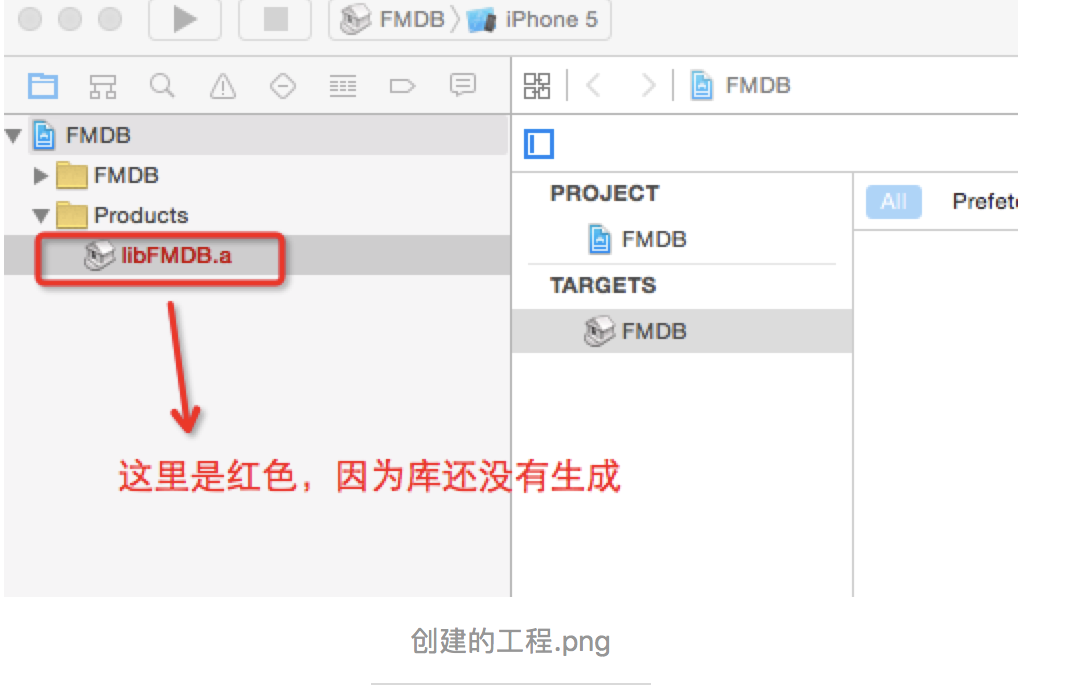 FMDB
iPhone 5
FMDB
FMDB
FMDB
Products
libFMDB.a
PROJECT
FMDB
TARGETS
FMDB
All
这里是红色，因为库还没有生成
创建的工程.png